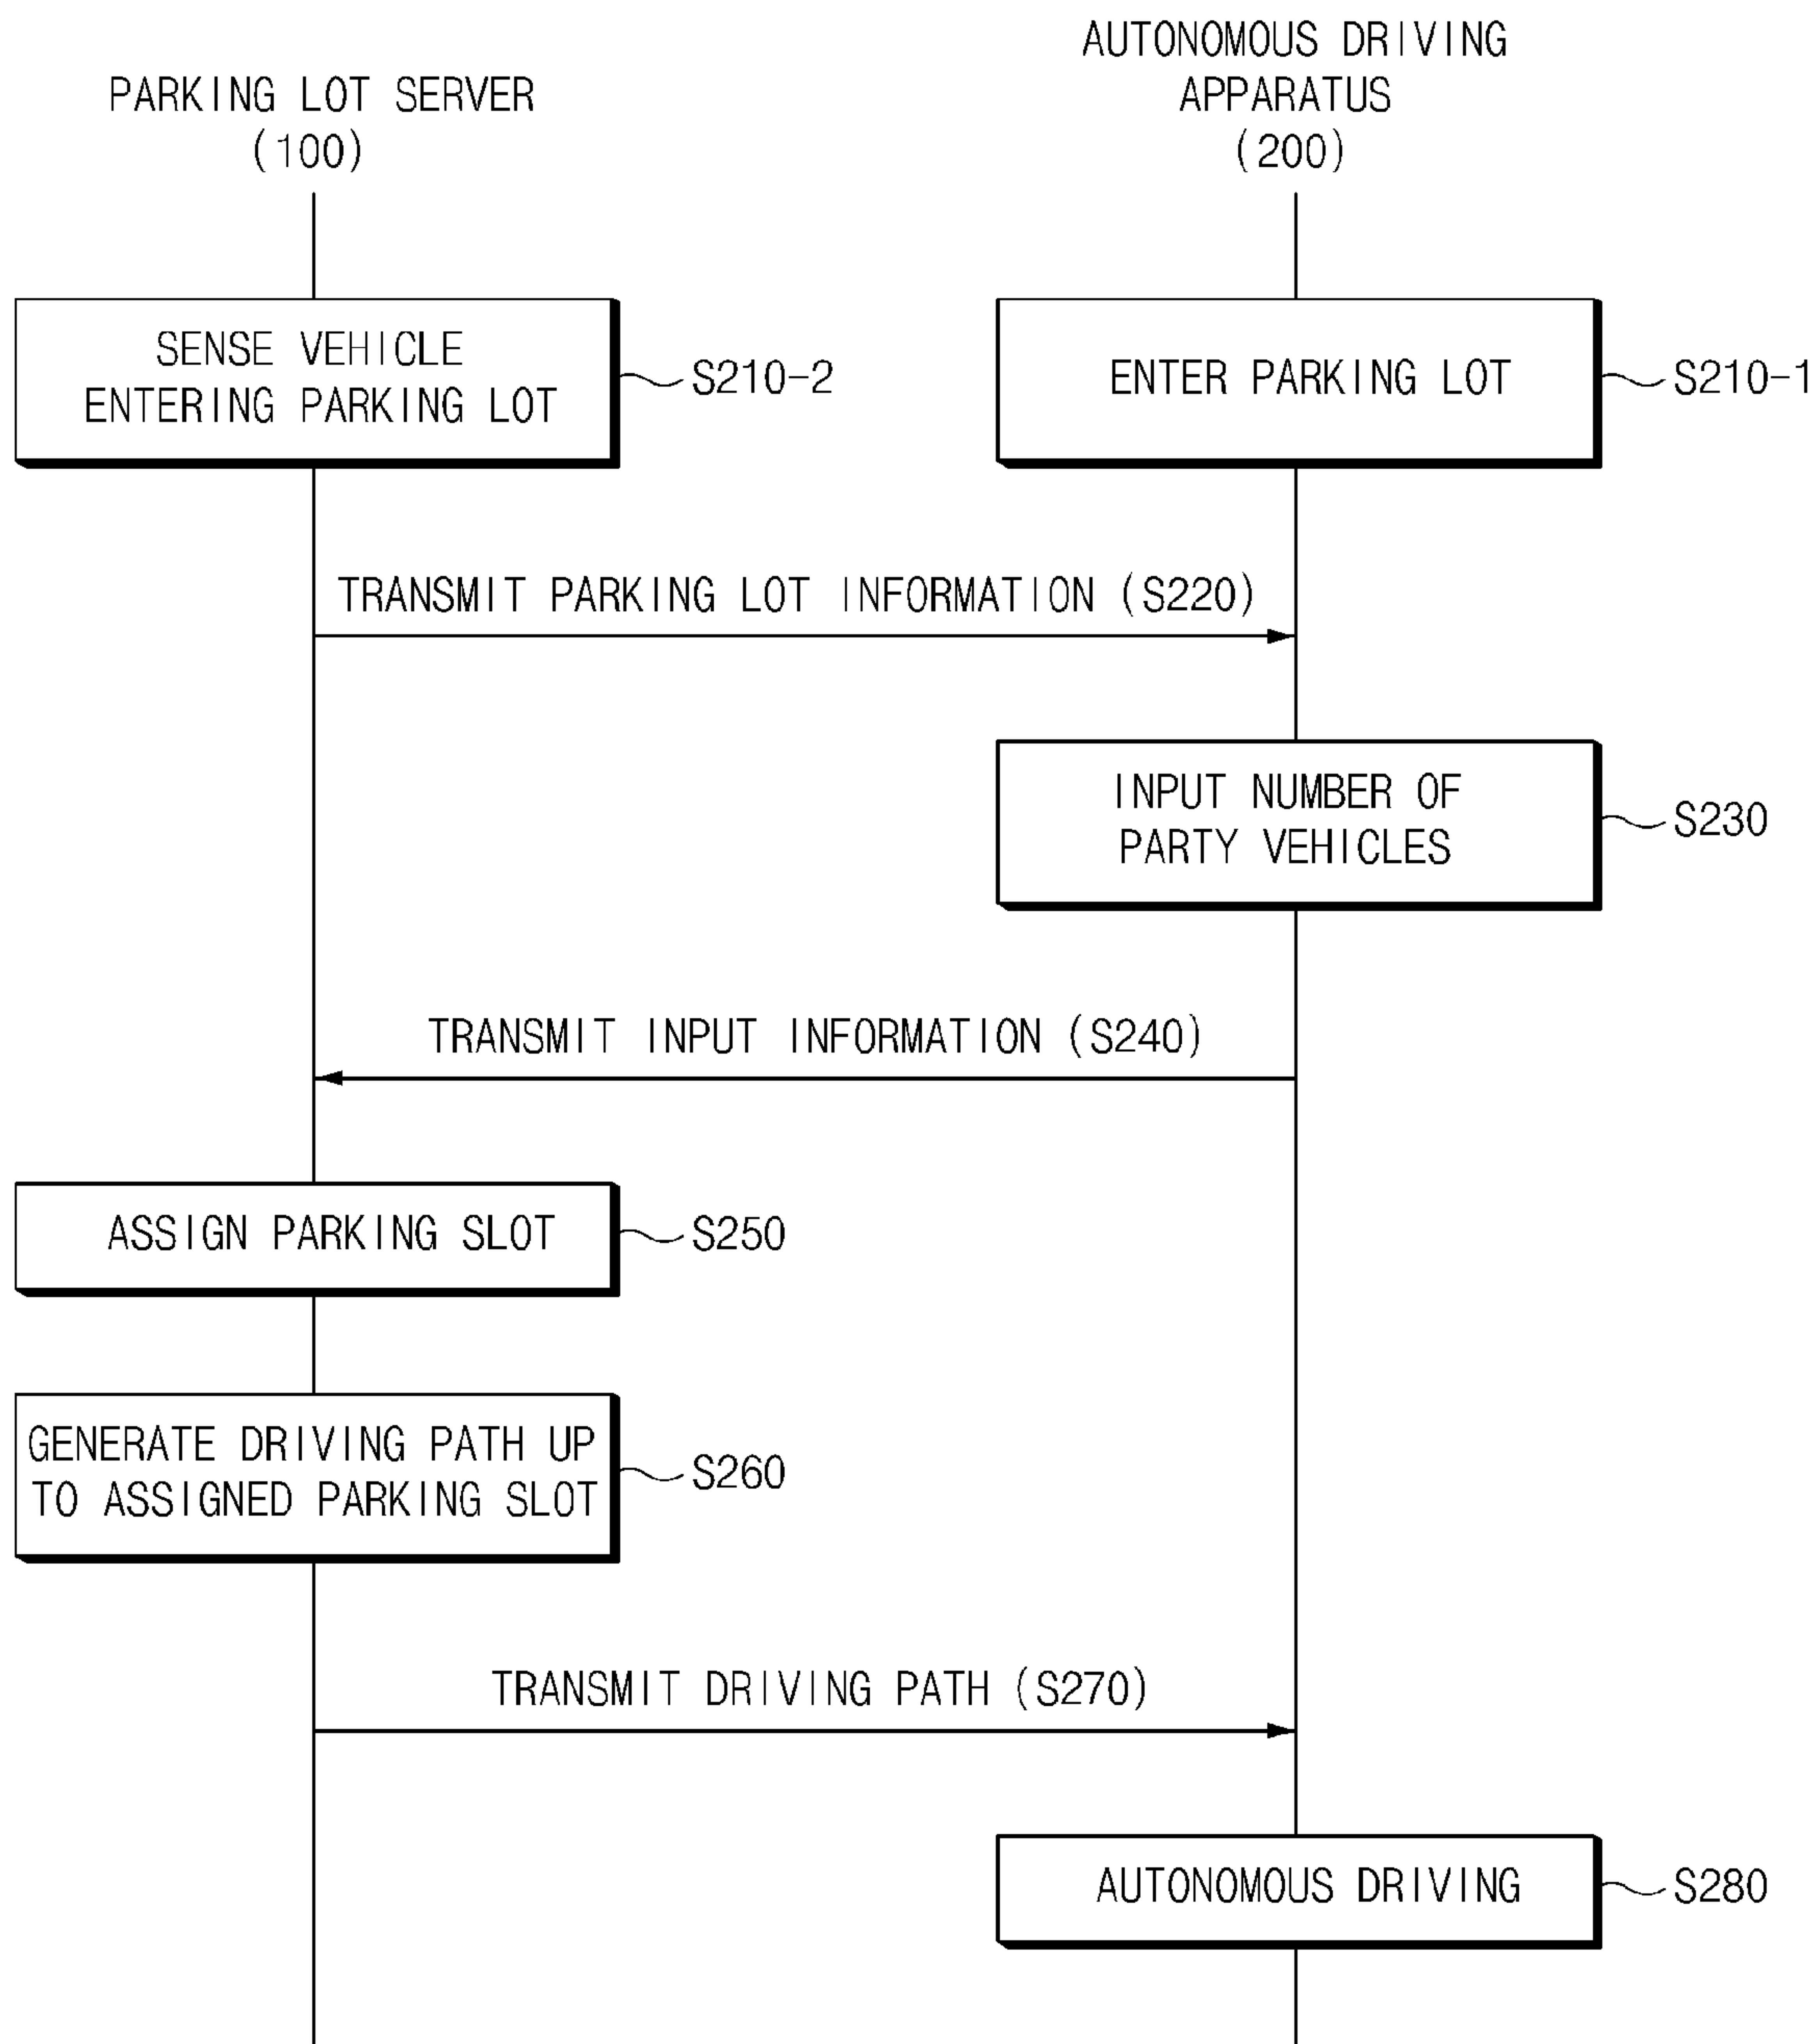 PARKING LOT SERVER
(100)
AUTONOMOUS DRIVING
APPARATUS
(200)
SENSE VEHICLE
ENTERING PARKING LOT
S210-2
ENTER PARKING LOT
S210-1
TRANSMIT PARKING LOT INFORMATION (S220)
INPUT NUMBER OF
PARTY VEHICLES
S230
TRANSMIT INPUT INFORMATION (S240)
ASSIGN PARKING SLOT
S250
GENERATE DRIVING PATH UP
TO ASSIGNED PARKING SLOT
S260
TRANSMIT DRIVING PATH (S270)
AUTONOMOUS DRIVING
S280